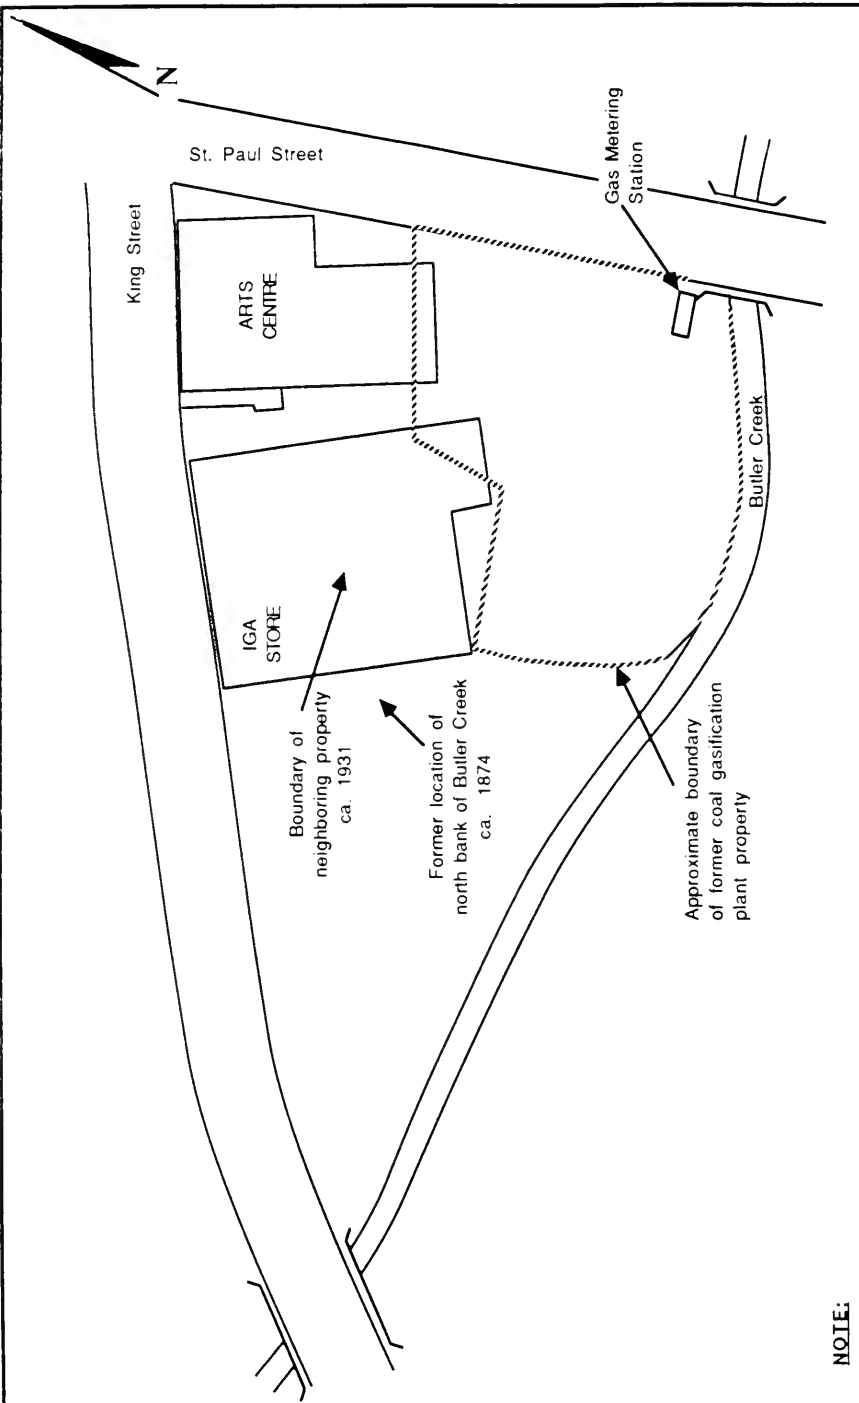 N
St. Paul Street
King Street
Gas Metering
Station
ARTS
CENTRE
IGA
STORE
Butler Creek
Boundary of
neighboring property
ca. 1931
Former location of
north bank of Butler Creek
ca. 1874
Approximate boundary
of former coal gasification
plant property
NOTE: